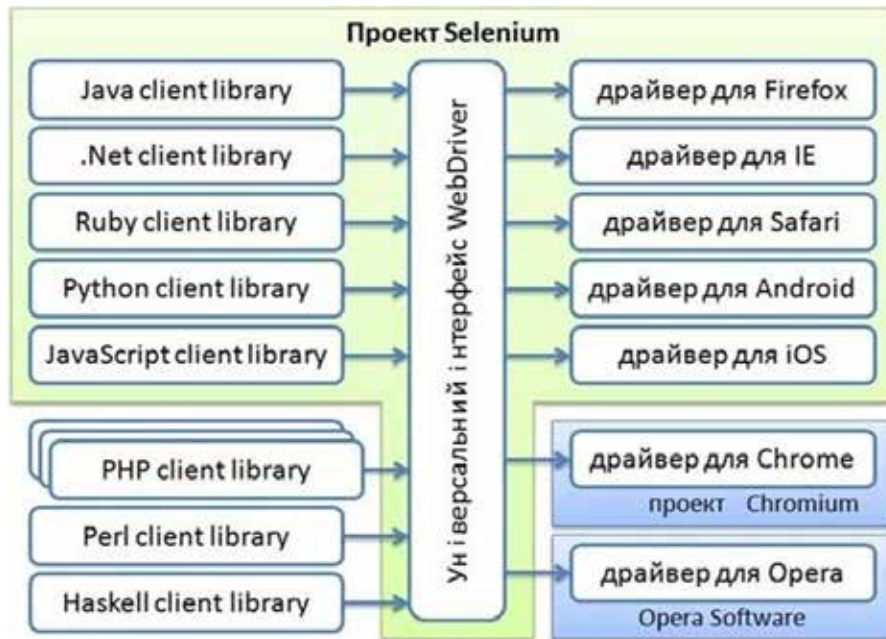 Проект Selenium
Java client library
.Net client library
Ruby client library
Python client library
JavaScript client library
PHP client library
Perl client library
Haskell client library
Ун і версальний і нтерфейс WebDriver
драйвер для Firefox
драйвер для IE
драйвер для Safari
драйвер для Android
драйвер для iOS
драйвер для Chrome
проект Chromium
драйвер для Opera
Opera Software